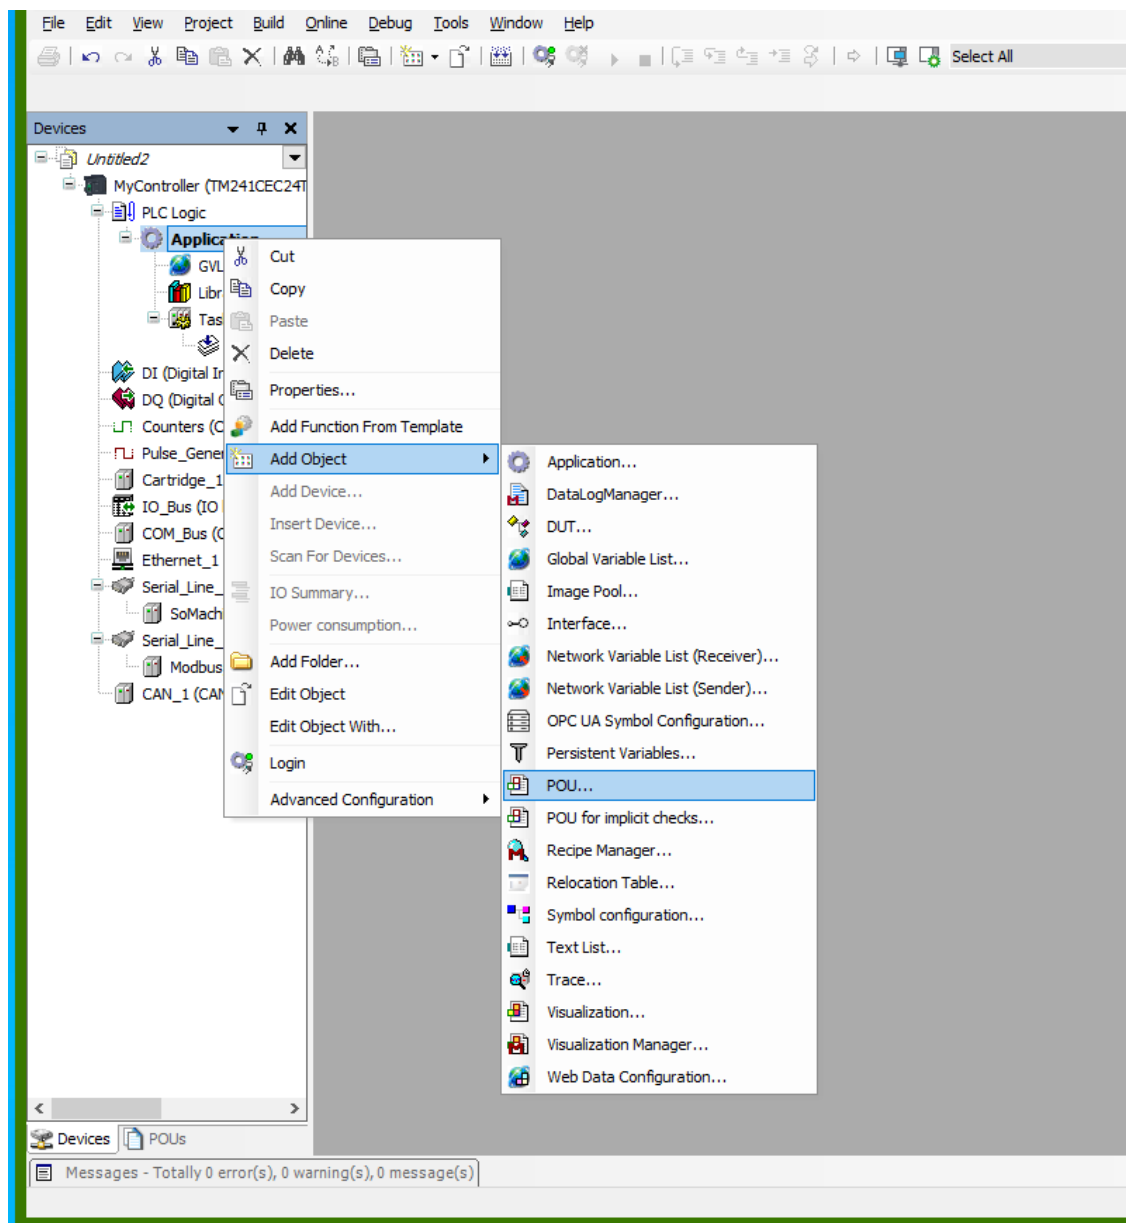 File Edit View Project Build Online Debug Tools Window Help
Select All
Devices
Untitled2
MyController (TM241CEC24T
PLC Logic
Application
GVL
Libr
Tas
DI (Digital In
DQ (Digital
Counters (C
Pulse_Gene
Cartridge_1
IO_Bus (IO
COM_Bus (C
Ethernet_1
Serial_Line_
SoMach
Serial_Line_
Modbus
CAN_1 (CAN
Cut
Copy
Paste
Delete
Properties...
Add Function From Template
Add Object
Add Device...
Insert Device...
Scan For Devices...
IO Summary...
Power consumption...
Add Folder...
Edit Object
Edit Object With...
Login
Advanced Configuration
Application...
DataLogManager...
DUT...
Global Variable List...
Image Pool...
Interface...
Network Variable List (Receiver)...
Network Variable List (Sender)...
OPC UA Symbol Configuration...
Persistent Variables...
POU...
POU for implicit checks...
Recipe Manager...
Relocation Table...
Symbol configuration...
Text List...
Trace...
Visualization...
Visualization Manager...
Web Data Configuration...
Devices POUs
Messages - Totally 0 error(s), 0 warning(s), 0 message(s)